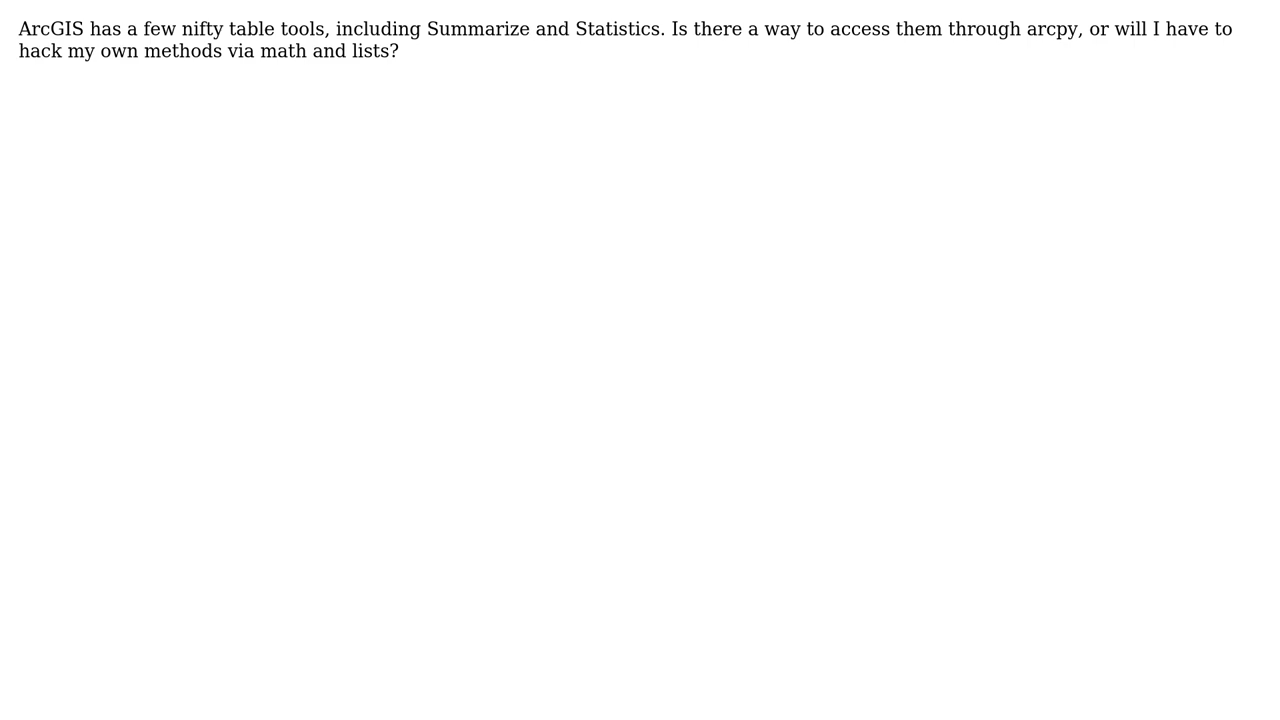 ArcGIS has a few nifty table tools, including Summarize and Statistics. Is there a way to access them through arcpy, or will I have to
hack my own methods via math and lists?